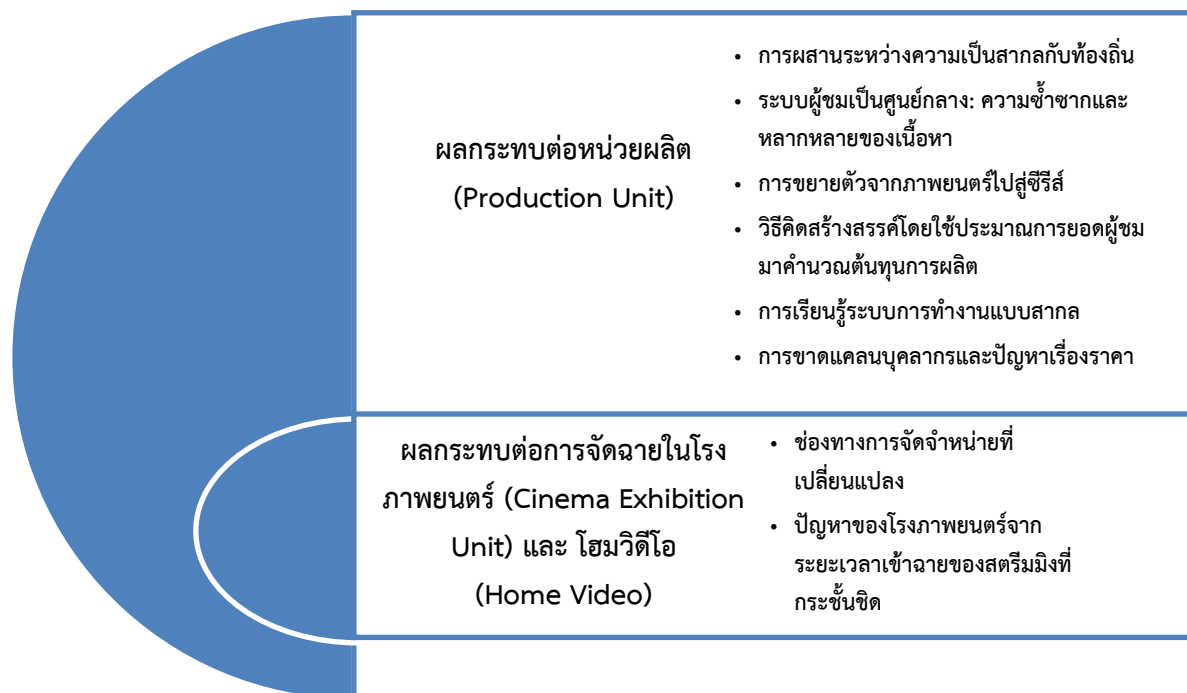 ผลกระทบต่อหน่วยผลิต
(Production Unit)
• การผสานระหว่างความเป็นสากลกับท้องถิ่น
• ระบบผู้ชมเป็นศูนย์กลาง: ความซ้ำซากและ
หลากหลายของเนื้อหา
• การขยายตัวจากภาพยนตร์ไปสู่ซีรีส์
• วิธีคิดสร้างสรรค์โดยใช้ประมาณการยอดผู้ชม
มาคำนวณต้นทุนการผลิต
• การเรียนรู้ระบบการทำงานแบบสากล
• การขาดแคลนบุคลากรและปัญหาเรื่องราคา
ผลกระทบต่อการจัดฉายในโรง
ภาพยนตร์ (Cinema Exhibition
Unit) และ โฮมวิดีโอ
(Home Video)
• ช่องทางการจัดจำหน่ายที่
เปลี่ยนแปลง
• ปัญหาของโรงภาพยนตร์จาก
ระยะเวลาเข้าฉายของสตรีมมิงที่
กระชั้นชิด